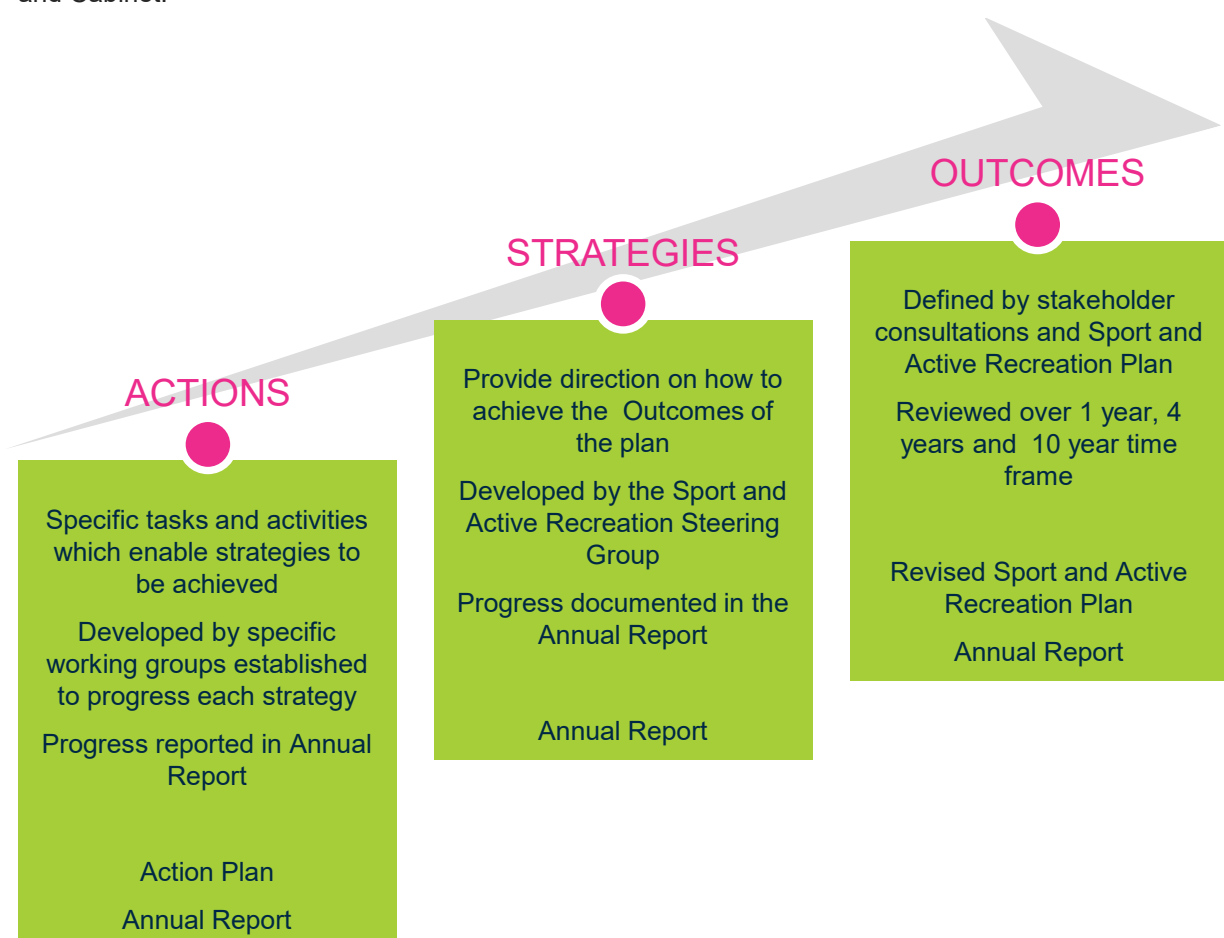 and Cabinet.
ACTIONS
Specific tasks and activities
which enable strategies to
be achieved
Developed by specific
working groups established
to progress each strategy
Progress reported in Annual
Report
Action Plan
Annual Report
STRATEGIES
Provide direction on how to
achieve the  Outcomes of
the plan
Developed by the Sport and
Active Recreation Steering
Group
Progress documented in the
Annual Report
Annual Report
OUTCOMES
Defined by stakeholder
consultations and Sport and
Active Recreation Plan
Reviewed over 1 year, 4
years and  10 year time
frame
Revised Sport and Active
Recreation Plan
Annual Report